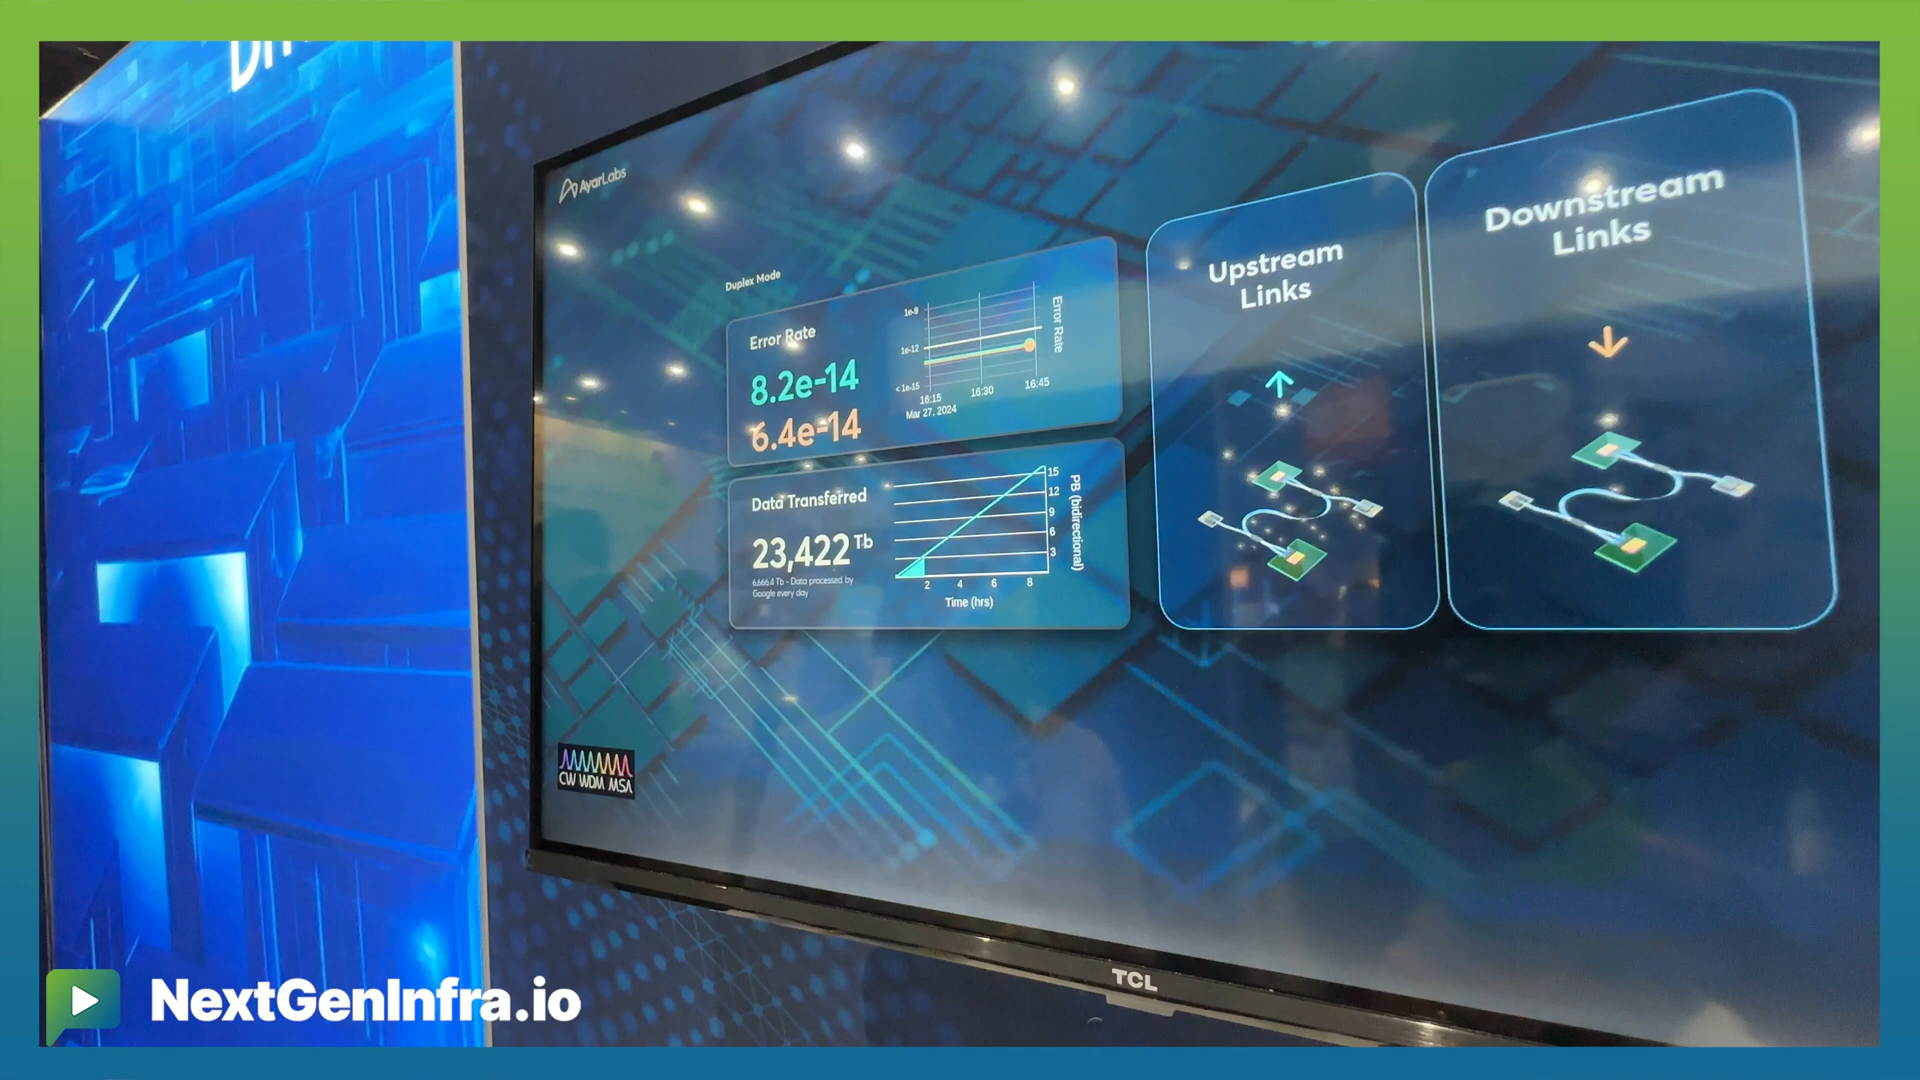 AyarLabs
Duplex Mode
Error Rate
8.2e-14
6.4e-14
1e-8
1e-12
< 1e-15
16:15
16:30
16:45
Mar 27, 2024
Error Rate
Data Transferred
23,422 Tb
6,666.4 Tb - Data processed by
Google every day
15
12
9
6
3
PB (bidirectional)
2
4
6
8
Time (hrs)
Upstream
Links
Downstream
Links
CW WDM MSA
TCL
NextGenInfra.io